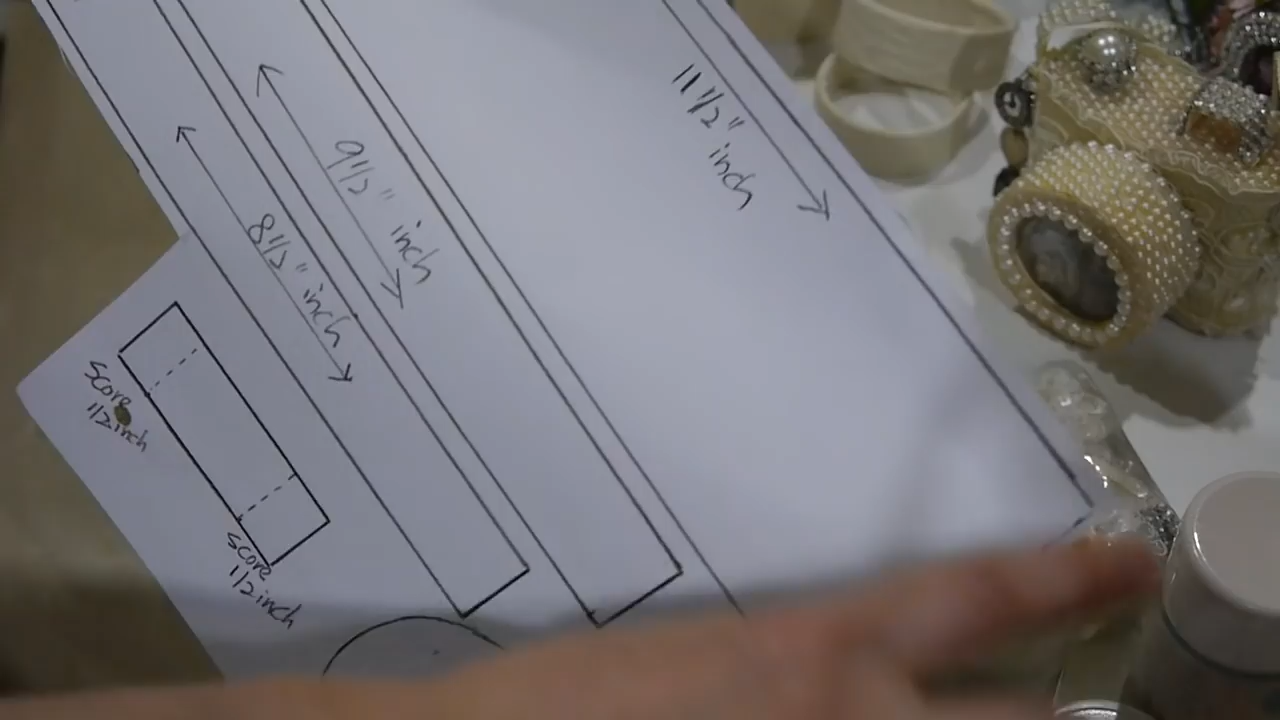 11 1/2" inch
9 1/2" inch
8 1/2" inch
score
1/2 inch
score
1/2 inch